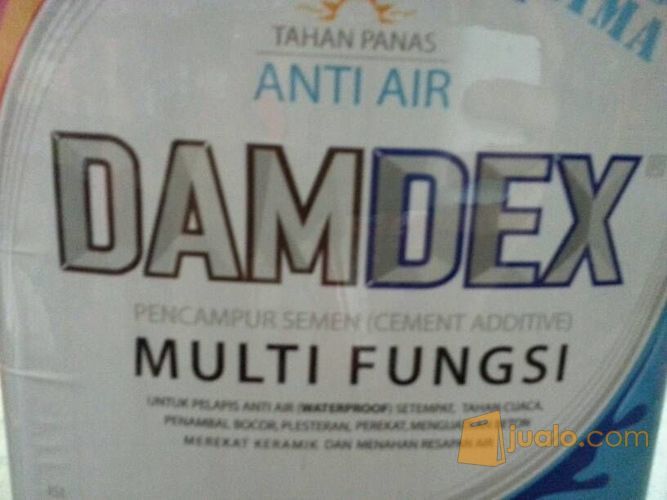 IMA
TAHAN PANAS
ANTI AIR
DAMDEX
PENCAMPUR SEMEN (CEMENT ADDITIVE)
MULTI FUNGSI
UNTUK PELAPIS ANTI AIR (WATERPROOF) SETEMPAT, TAHAN CUACA,
PENAMBAL BOCOR, PLESTERAN, PEREKAT,
MEREKAT KERAMIK DAN MENAHAN RESAPAN AIR
jualo.com